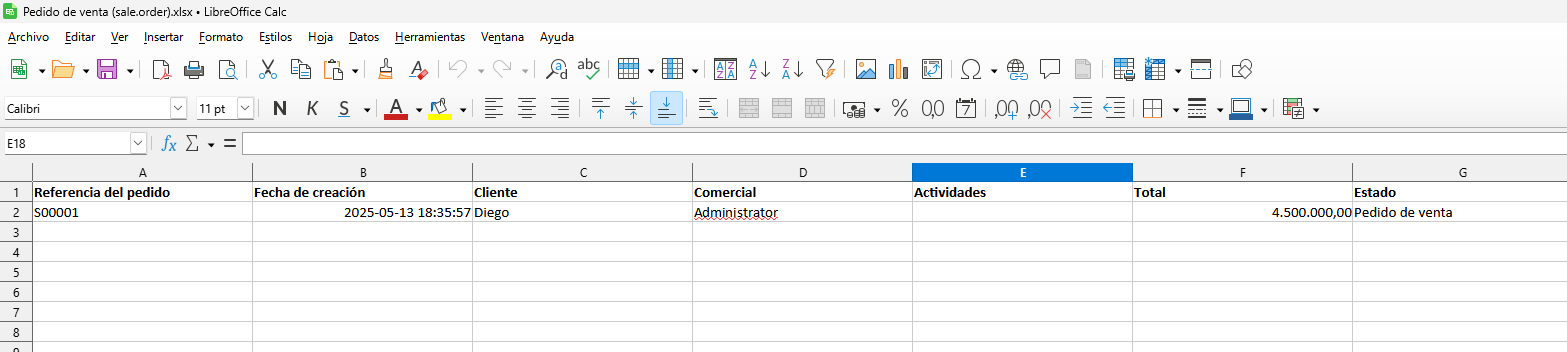 Pedido de venta (sale.order).xlsx • LibreOffice Calc
Archivo Editar Ver Insertar Formato Estilos Hoja Datos Herramientas Ventana Ayuda
Calibri 11 pt N K S A
E18 fx Σ =
A B C D E F G
1 Referencia del pedido Fecha de creación Cliente Comercial Actividades Total Estado
2 S00001 2025-05-13 18:35:57 Diego Administrator 4.500.000,00 Pedido de venta
3
4
5
6
7
8